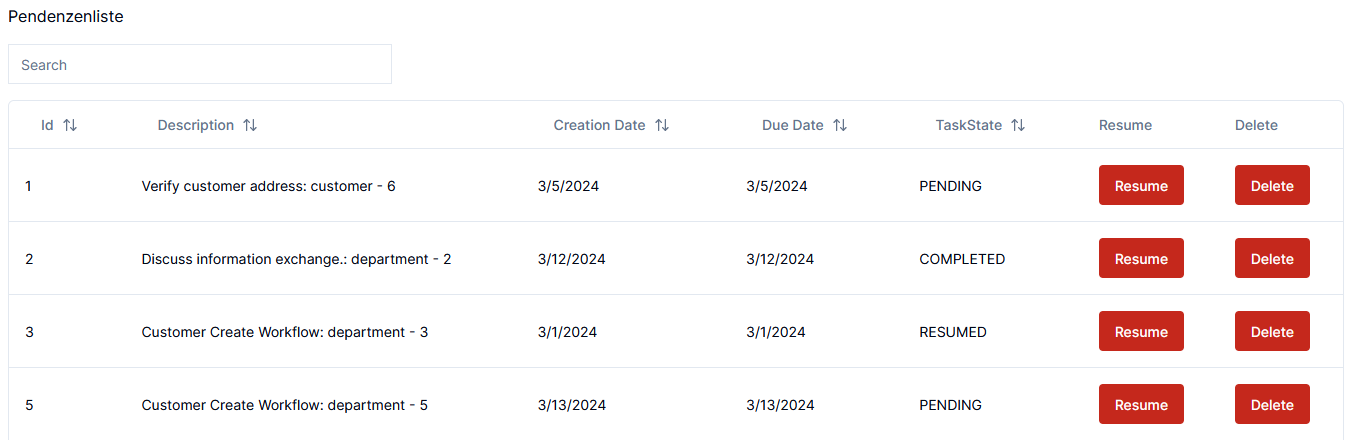 Pendenzenliste
Search
Id Description Creation Date Due Date TaskState Resume Delete
1 Verify customer address: customer - 6 3/5/2024 3/5/2024 PENDING Resume Delete
2 Discuss information exchange.: department - 2 3/12/2024 3/12/2024 COMPLETED Resume Delete
3 Customer Create Workflow: department - 3 3/1/2024 3/1/2024 RESUMED Resume Delete
5 Customer Create Workflow: department - 5 3/13/2024 3/13/2024 PENDING Resume Delete